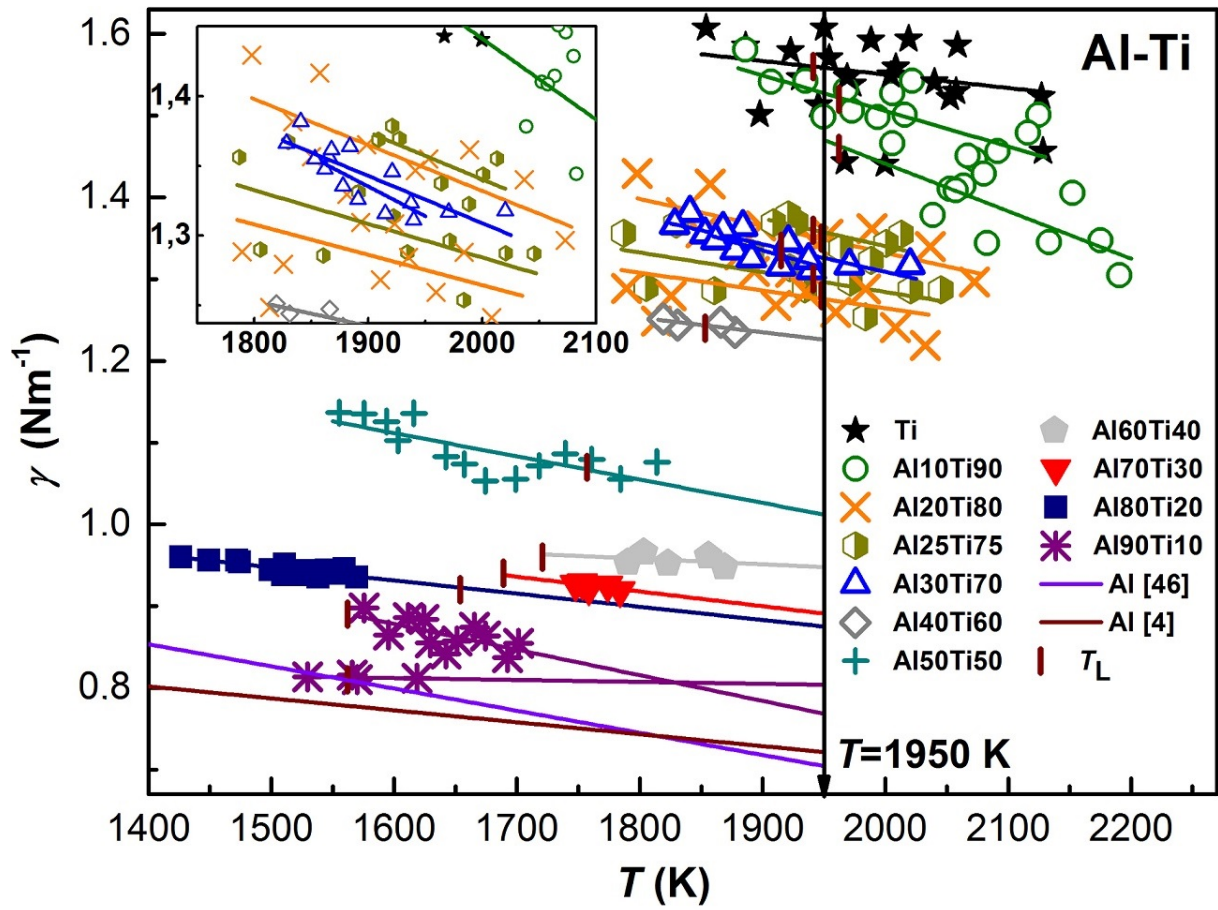 Al-Ti
1.6
1.4
1.2
1.0
0.8
γ (Nm⁻¹)
1,4
1,3
1800 1900 2000 2100
Ti
Al10Ti90
Al20Ti80
Al25Ti75
Al30Ti70
Al40Ti60
Al50Ti50
Al60Ti40
Al70Ti30
Al80Ti20
Al90Ti10
Al [46]
Al [4]
T_L
T=1950 K
1400 1500 1600 1700 1800 1900 2000 2100 2200
T (K)